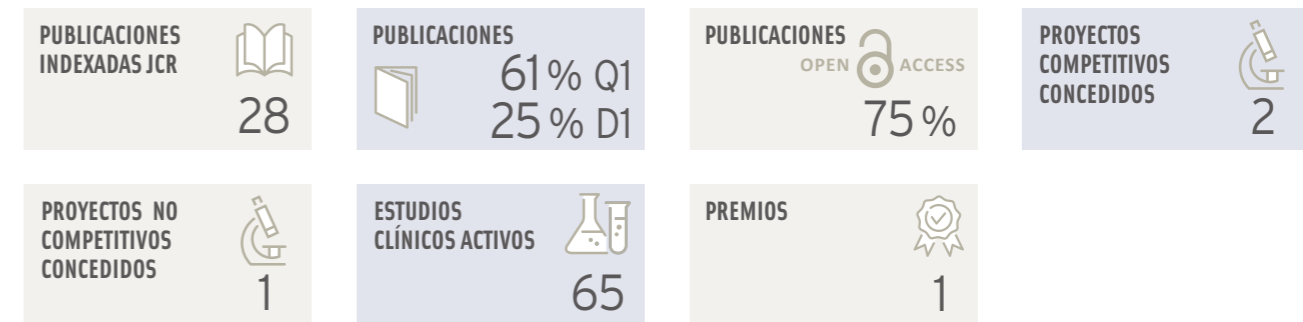 PUBLICACIONES
INDEXADAS JCR
28
PUBLICACIONES
61% Q1
25% D1
PUBLICACIONES
OPEN ACCESS
75%
PROYECTOS
COMPETITIVOS
CONCEDIDOS
2
PROYECTOS NO
COMPETITIVOS
CONCEDIDOS
1
ESTUDIOS
CLÍNICOS ACTIVOS
65
PREMIOS
1